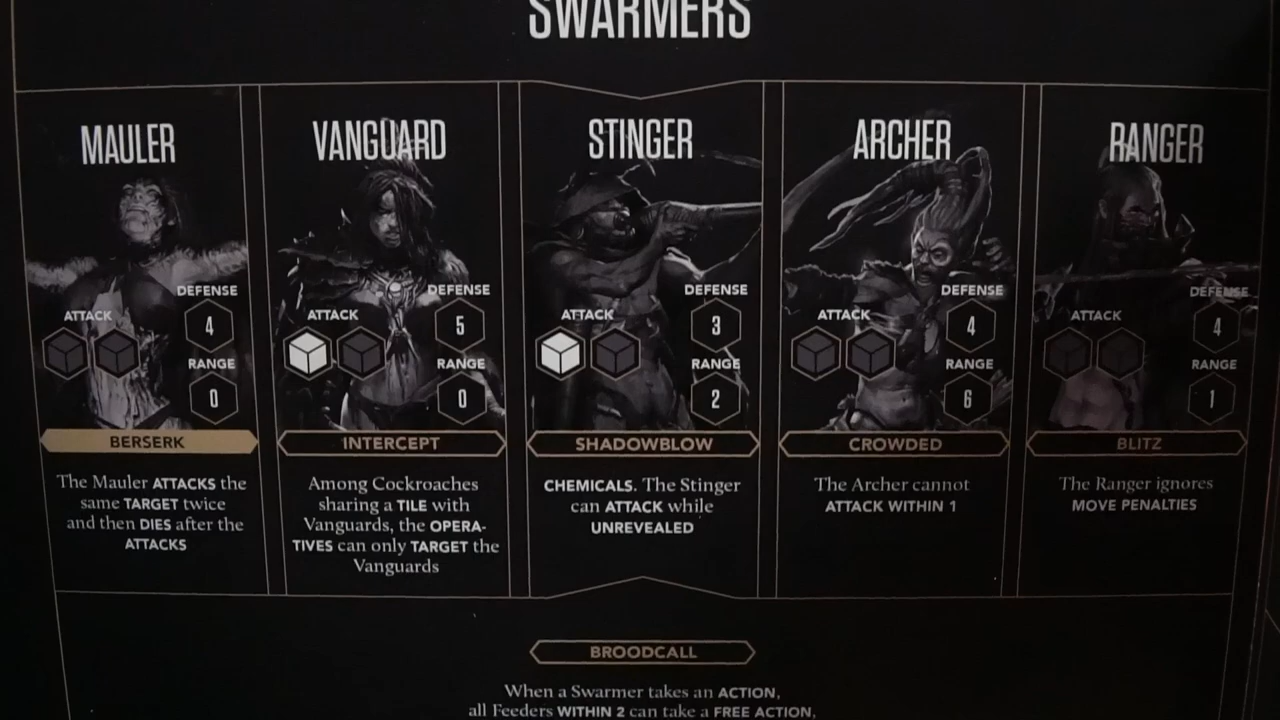 SWARMERS
MAULER
ATTACK
DEFENSE
4
RANGE
0
BERSERK
The Mauler ATTACKS the
same TARGET twice
and then DIES after the
ATTACKS
VANGUARD
ATTACK
DEFENSE
5
RANGE
0
INTERCEPT
Among Cockroaches
sharing a TILE with
Vanguards, the OPERA-
TIVES can only TARGET the
Vanguards
STINGER
ATTACK
DEFENSE
3
RANGE
2
SHADOWBLOW
CHEMICALS. The Stinger
can ATTACK while
UNREVEALED
ARCHER
ATTACK
DEFENSE
4
RANGE
6
CROWDED
The Archer cannot
ATTACK WITHIN 1
RANGER
ATTACK
DEFENSE
4
RANGE
1
BLITZ
The Ranger ignores
MOVE PENALTIES
BROODCALL
When a Swarmer takes an ACTION,
all Feeders WITHIN 2 can take a FREE ACTION,